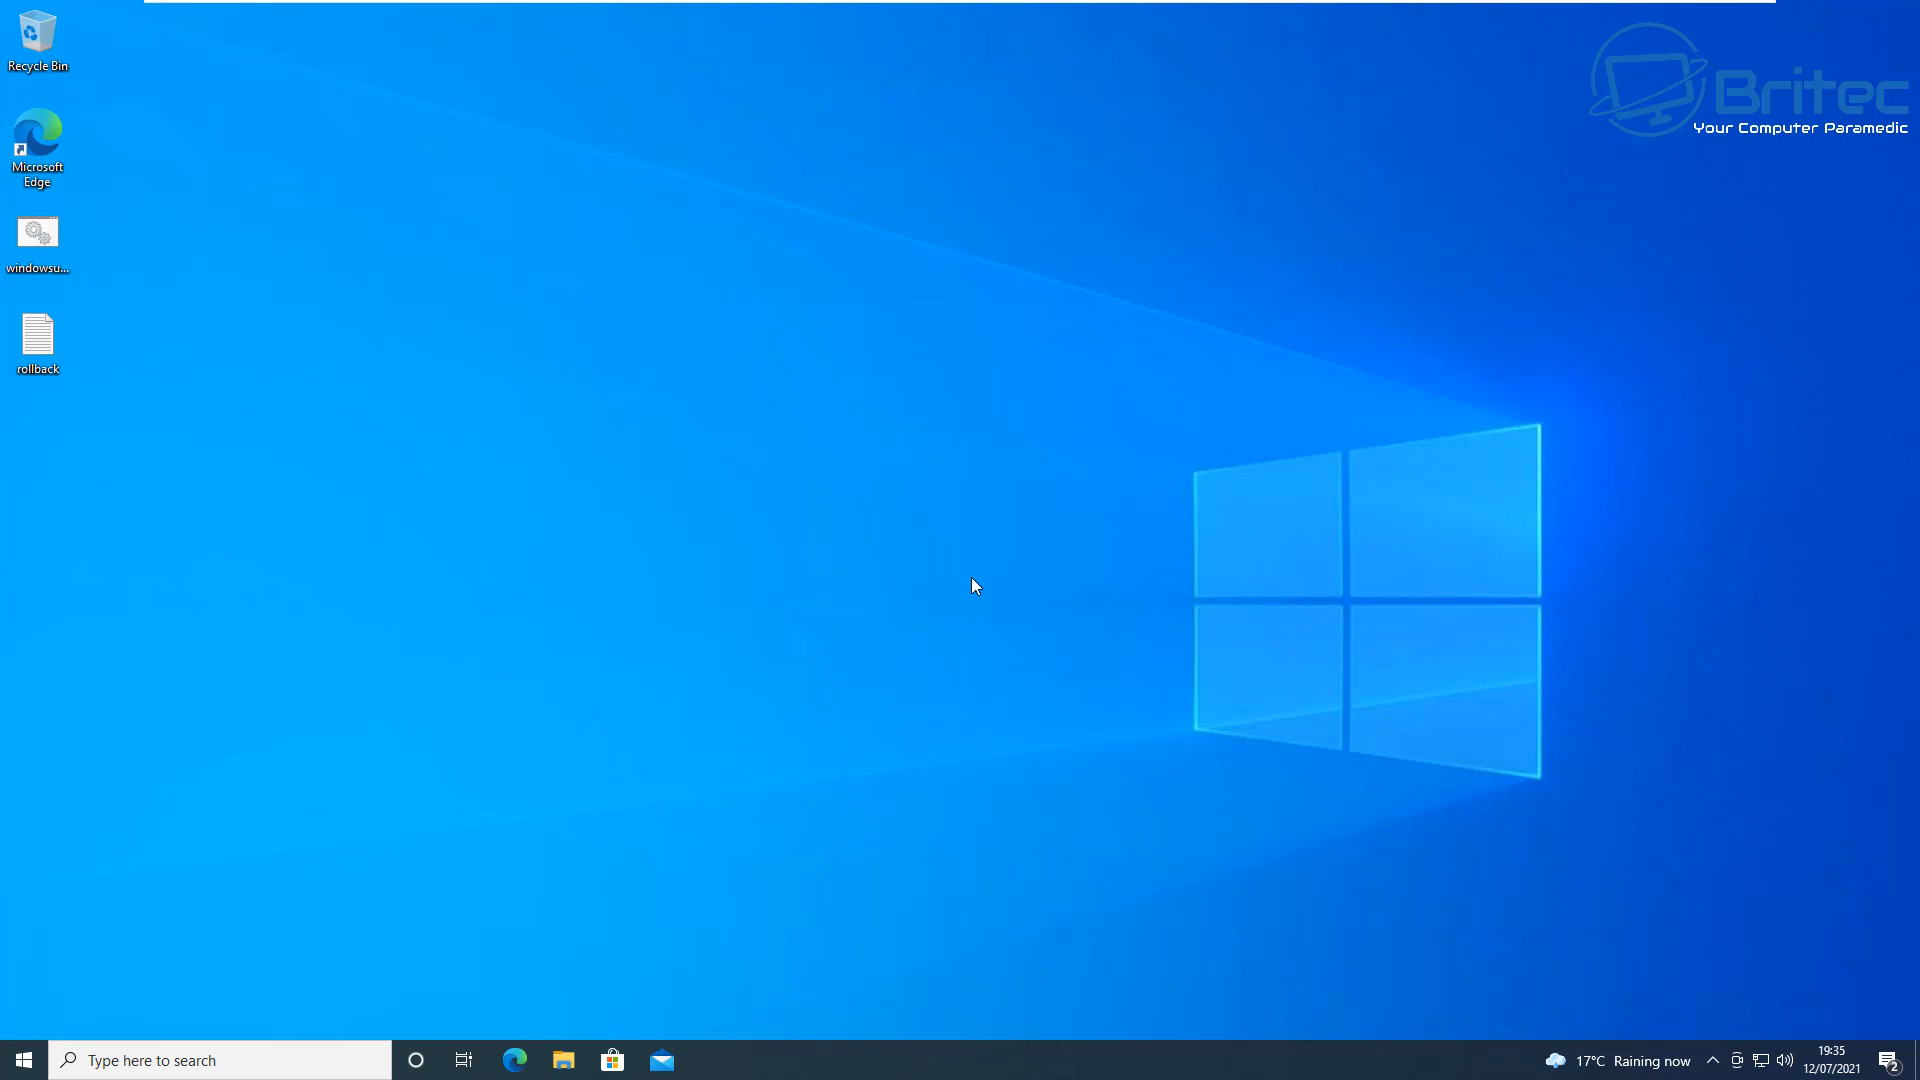 Recycle Bin
Microsoft
Edge
windowsu...
rollback
Britec
Your Computer Paramedic
Type here to search
17°C Raining now
19:35
12/07/2021
2